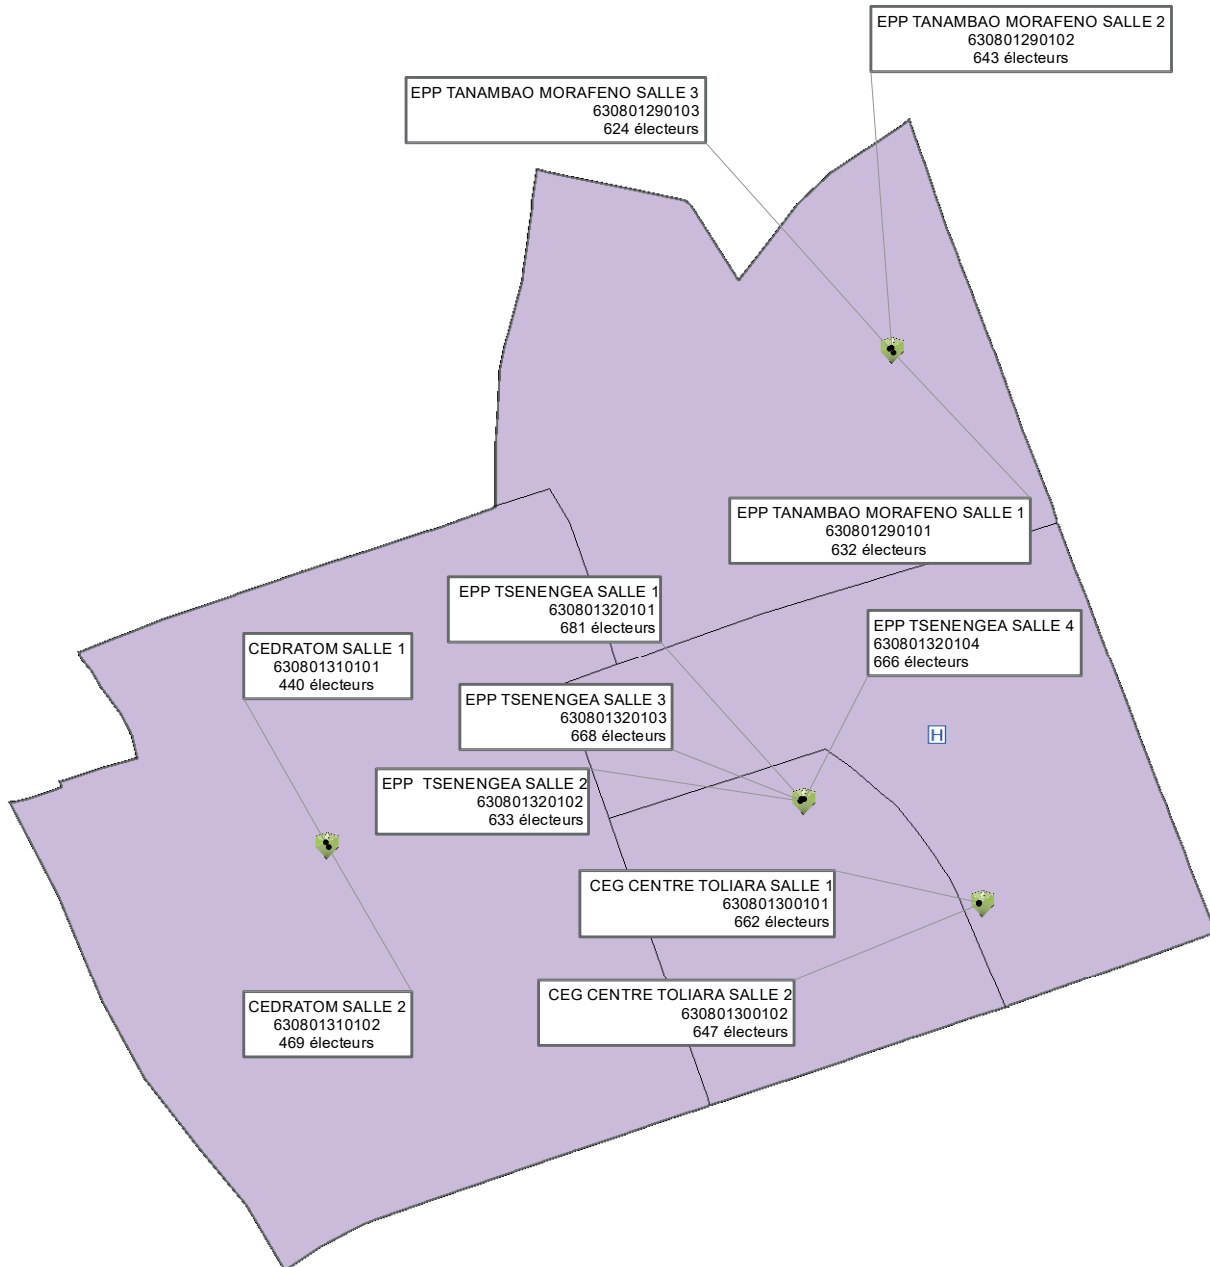 EPP TANAMBAO MORAFENO SALLE 2
630801290102
643 électeurs
EPP TANAMBAO MORAFENO SALLE 3
630801290103
624 électeurs
EPP TANAMBAO MORAFENO SALLE 1
630801290101
632 électeurs
EPP TSENENGEA SALLE 1
630801320101
681 électeurs
EPP TSENENGEA SALLE 4
630801320104
666 électeurs
CEDRATOM SALLE 1
630801310101
440 électeurs
EPP TSENENGEA SALLE 3
630801320103
668 électeurs
H
EPP TSENENGEA SALLE 2
630801320102
633 électeurs
CEG CENTRE TOLIARA SALLE 1
630801300101
662 électeurs
CEG CENTRE TOLIARA SALLE 2
630801300102
647 électeurs
CEDRATOM SALLE 2
630801310102
469 électeurs